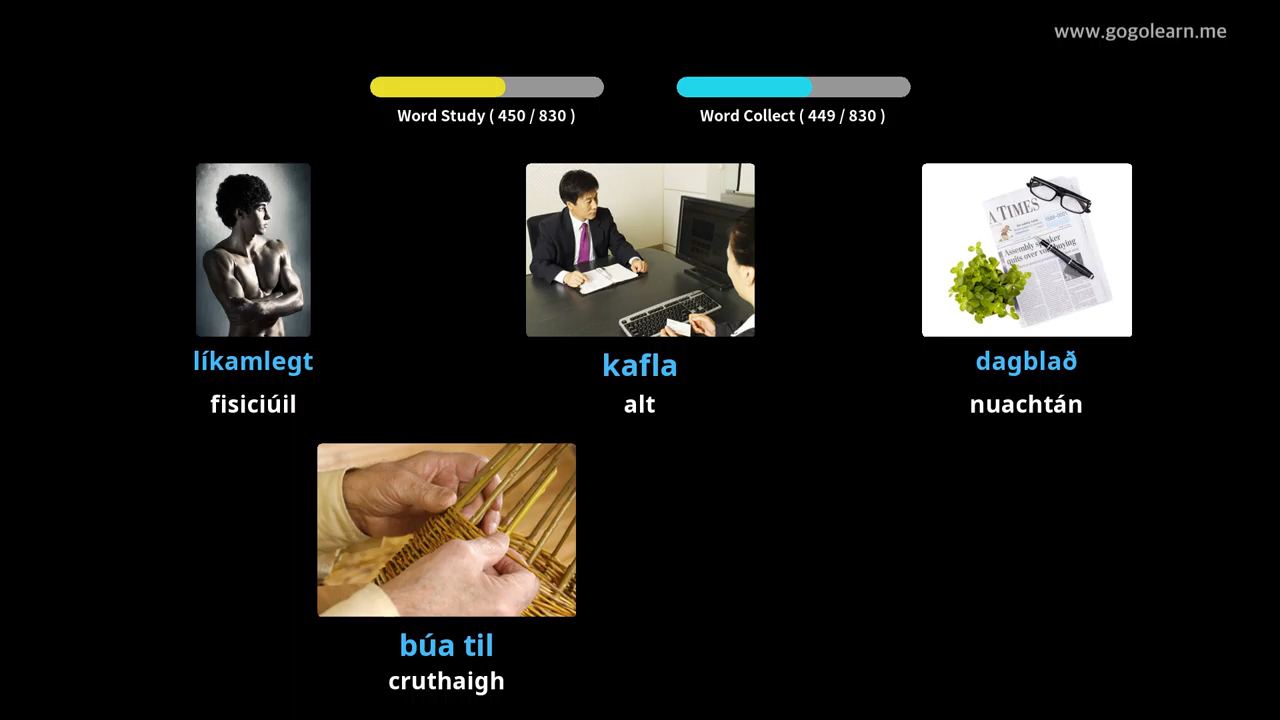 www.gogolearn.me
Word Study ( 450 / 830 )
Word Collect ( 449 / 830 )
A TIMES
líkamlegt
kafla
dagblað
fisiciúil
alt
nuachtán
búa til
cruthaigh